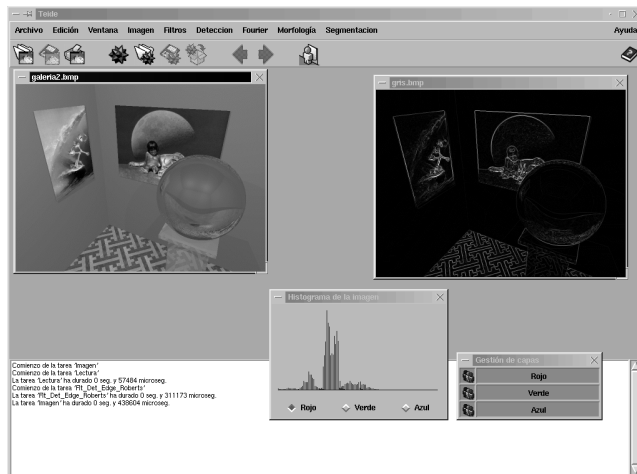 Tekle
Archivo Edición Ventana Imagen Filtros Deteccion Fourier Morfología Segmentacion Ayuda
galeria2.bmp
gris.bmp
Histograma de la imagen
Rojo Verde Azul
Gestión de capas
Rojo
Verde
Azul
Comienzo de la tarea 'Imagen'
Comienzo de la tarea 'Lectura'
La tarea 'Lectura' ha durado 0 seg. y 57484 microseg.
Comienzo de la tarea 'Flt_Det_Edge_Roberts'
La tarea 'Flt_Det_Edge_Roberts' ha durado 0 seg. y 311173 microseg.
La tarea 'Imagen' ha durado 0 seg. y 438604 microseg.